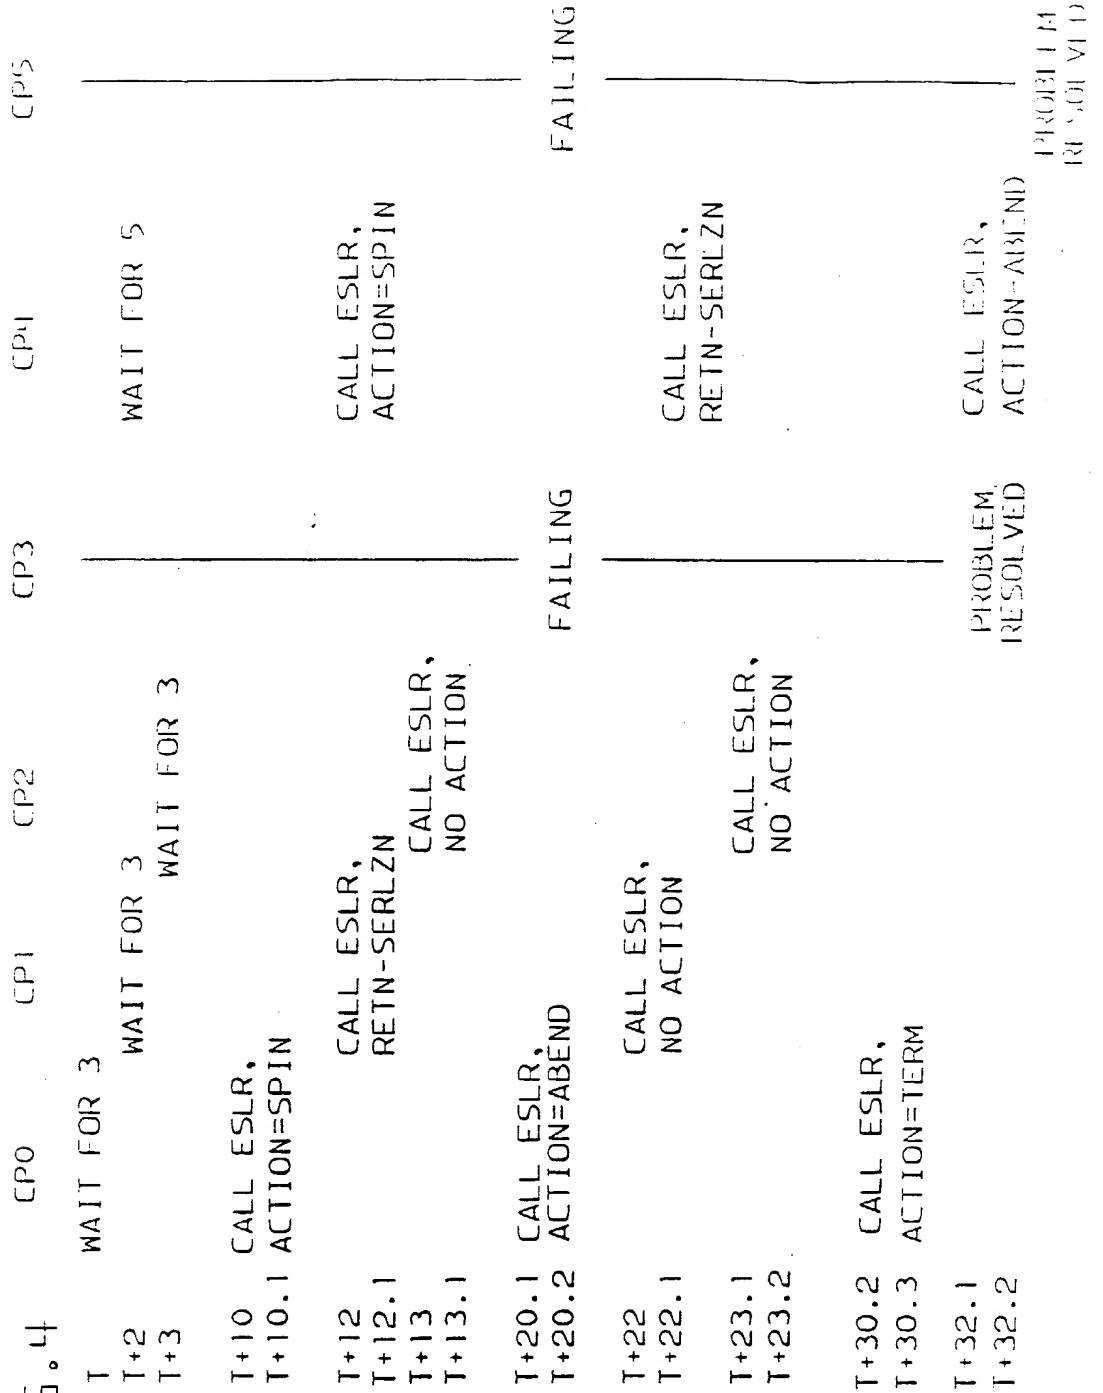 G. 4
CP0 CP1 CP2 CP3 CP4 CP5
T WAIT FOR 3
T+2 WAIT FOR 3 WAIT FOR 5
T+3 WAIT FOR 3
T+10 CALL ESLR,
T+10.1 ACTION=SPIN
T+12 CALL ESLR, CALL ESLR,
T+12.1 RETN-SERLZN ACTION=SPIN
T+13 CALL ESLR,
T+13.1 NO ACTION
T+20.1 CALL ESLR,
T+20.2 ACTION=ABEND FAILING FAILING
T+22 CALL ESLR,
T+22.1 NO ACTION CALL ESLR,
RETN-SERLZN
T+23.1 CALL ESLR,
T+23.2 NO ACTION
T+30.2 CALL ESLR,
T+30.3 ACTION=TERM
T+32.1 PROBLEM CALL ESLR,
T+32.2 RESOLVED ACTION-ABEND
PROBLEM
RESOLVED